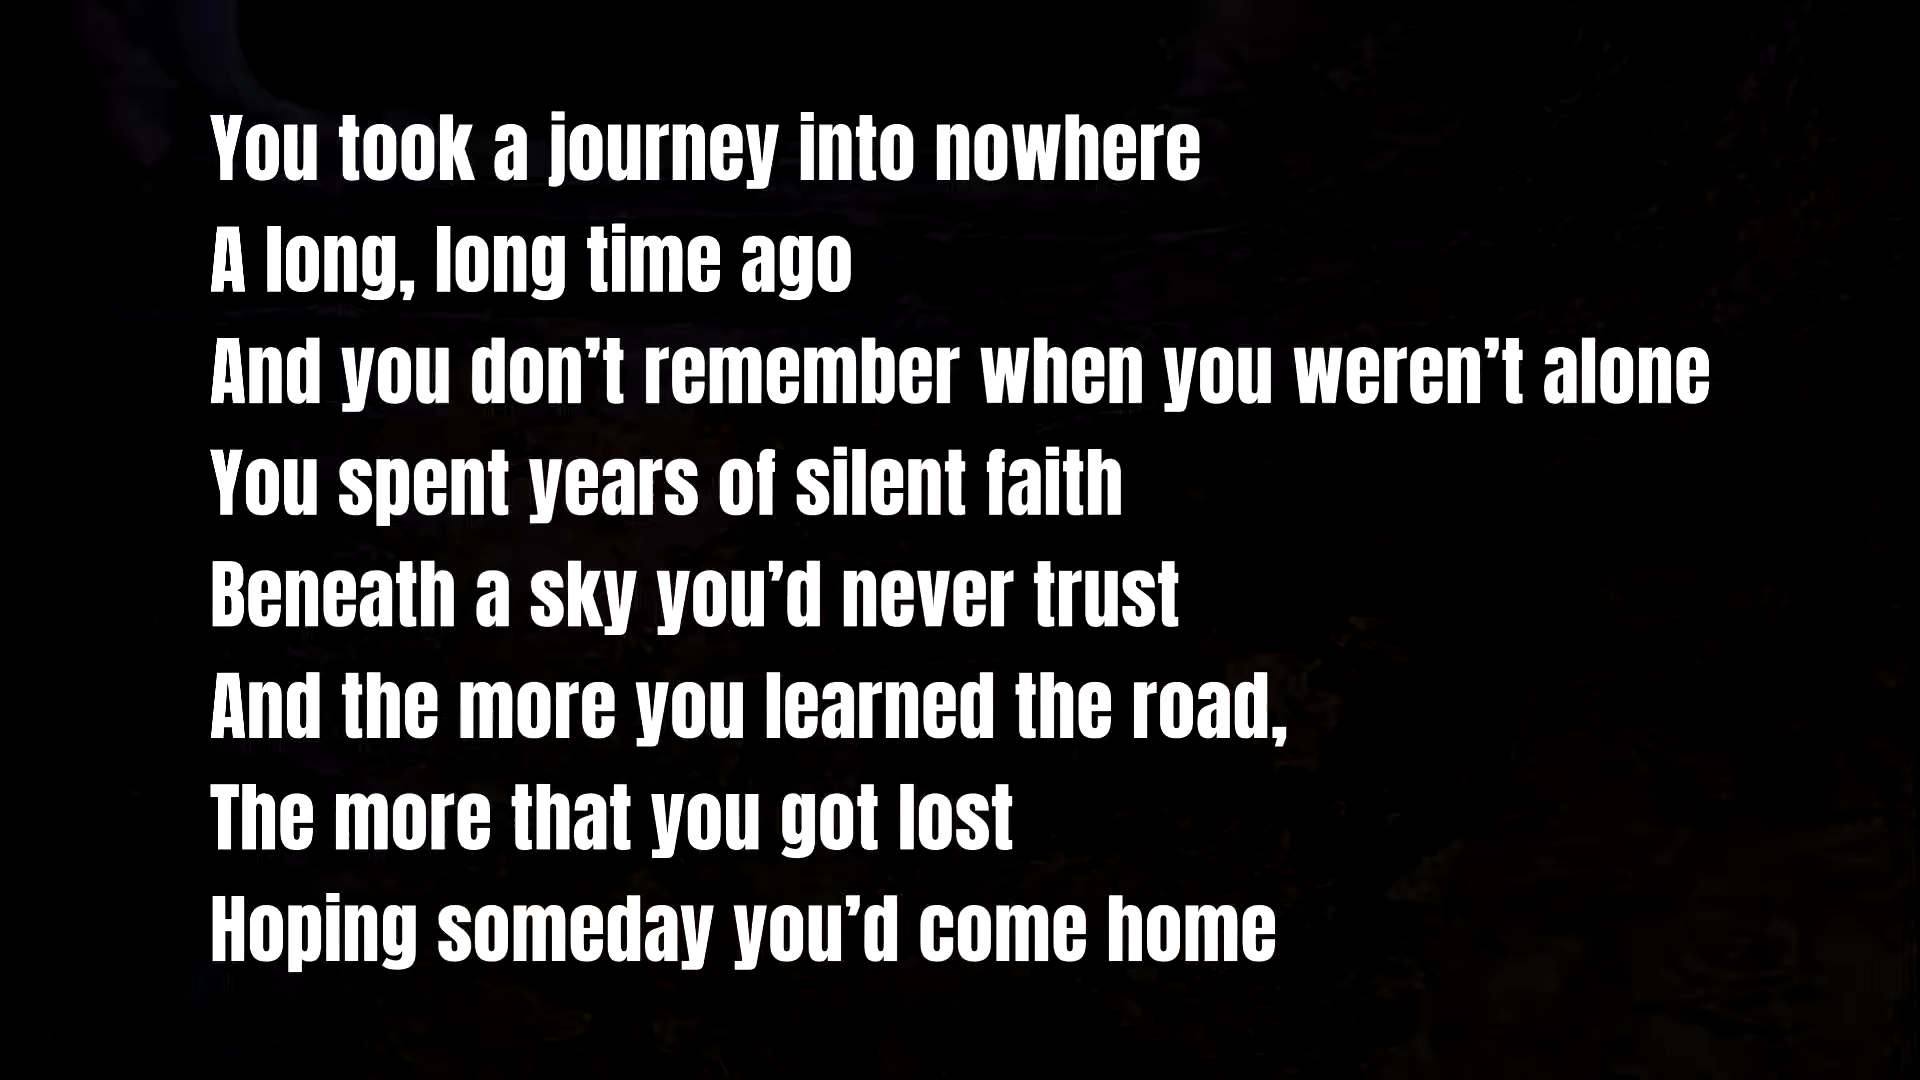 You took a journey into nowhere
A long, long time ago
And you don’t remember when you weren’t alone
You spent years of silent faith
Beneath a sky you’d never trust
And the more you learned the road,
The more that you got lost
Hoping someday you’d come home